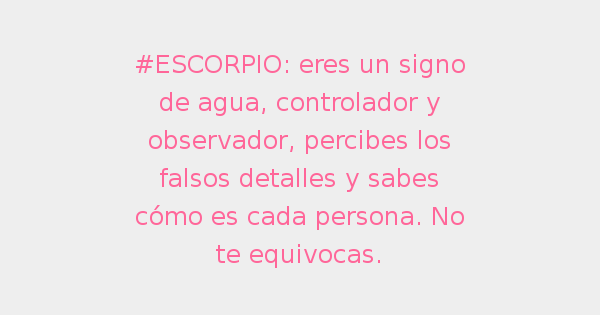 #ESCORPIO: eres un signo
de agua, controlador y
observador, percibes los
falsos detalles y sabes
cómo es cada persona. No
te equivocas.